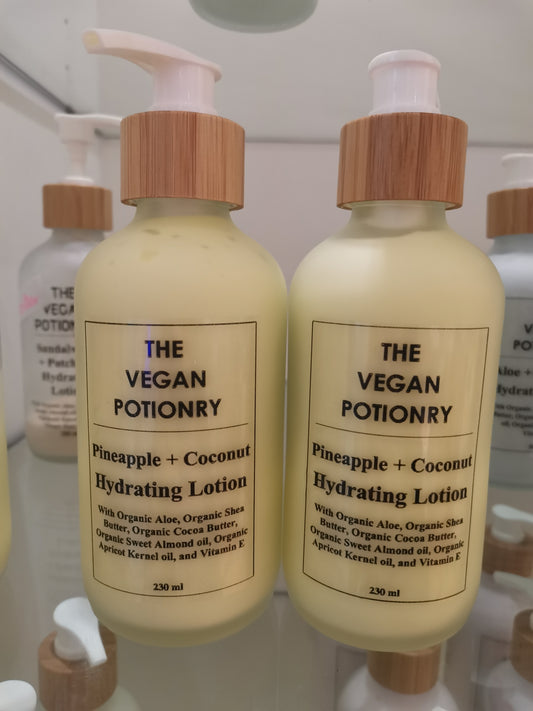 THE
VEGAN
POTIONRY
Pineapple + Coconut
Hydrating Lotion
With Organic Aloe, Organic Shea
Butter, Organic Cocoa Butter,
Organic Sweet Almond oil, Organic
Apricot Kernel oil, and Vitamin E
230 ml
THE
VEGAN
POTIONRY
Pineapple + Coconut
Hydrating Lotion
With Organic Aloe, Organic Shea
Butter, Organic Cocoa Butter,
Organic Sweet Almond oil, Organic
Apricot Kernel oil, and Vitamin E
230 ml
THE